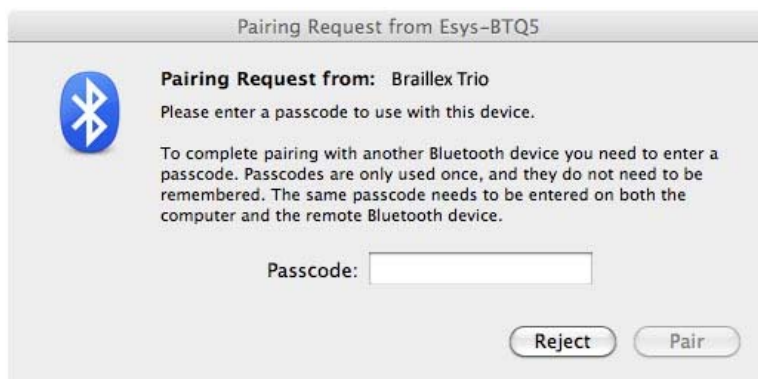 Pairing Request from Esys-BTQ5
Pairing Request from: Braillex Trio
Please enter a passcode to use with this device.
To complete pairing with another Bluetooth device you need to enter a
passcode. Passcodes are only used once, and they do not need to be
remembered. The same passcode needs to be entered on both the
computer and the remote Bluetooth device.
Passcode:
Reject Pair